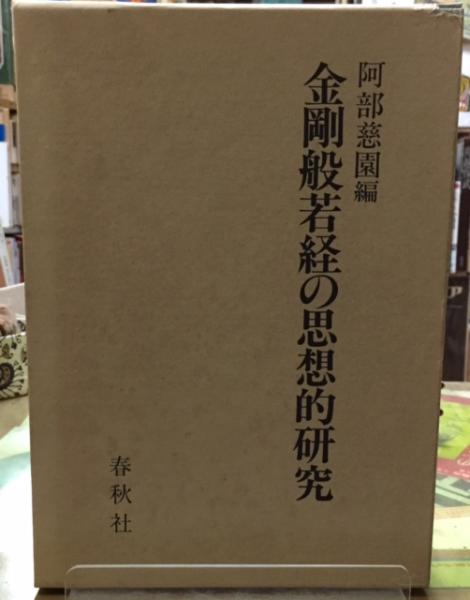 阿部慈園編
金剛般若経の思想的研究
春秋社